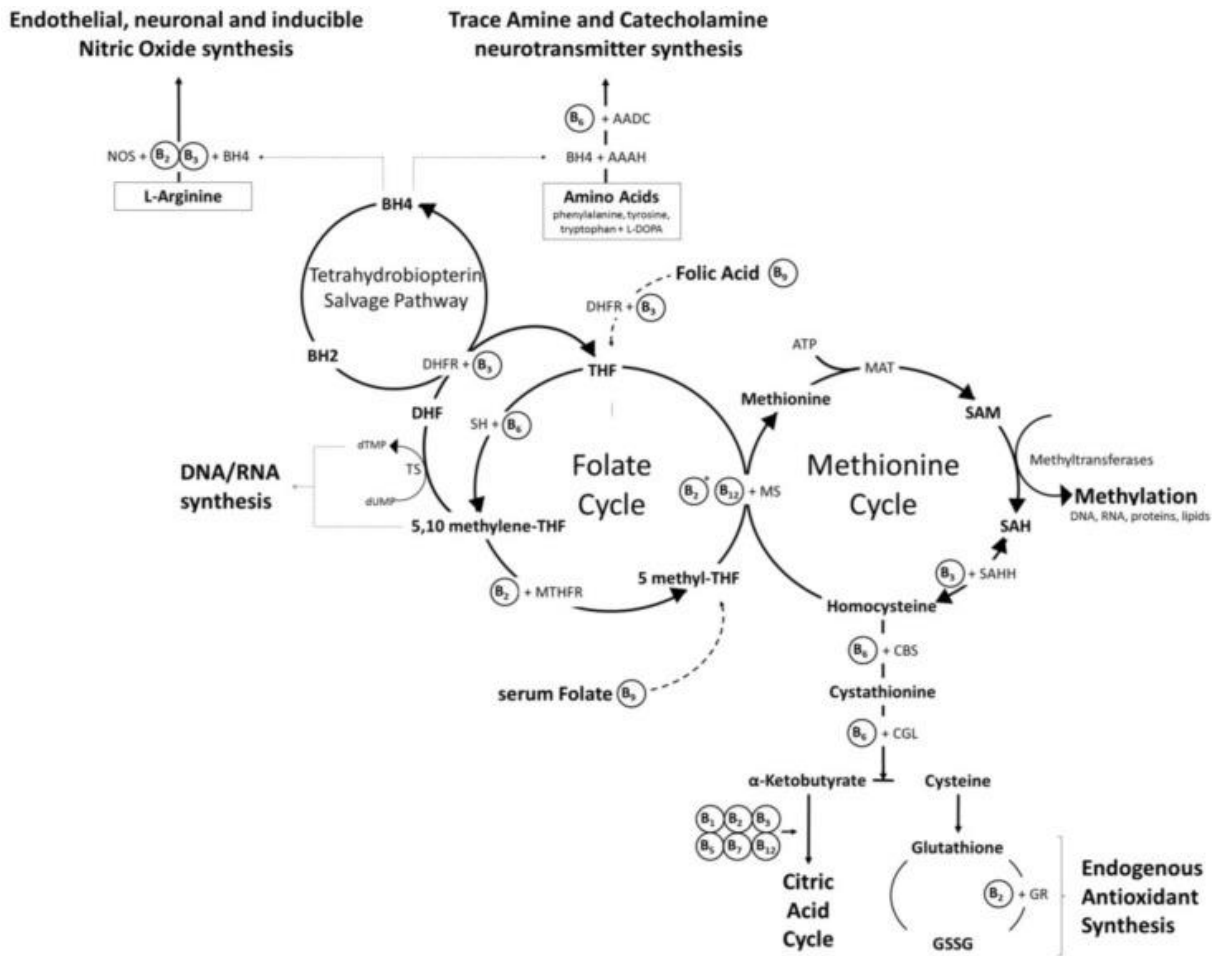 Endothelial, neuronal and inducible
Nitric Oxide synthesis
Trace Amine and Catecholamine
neurotransmitter synthesis
B6 + AADC
NOS + B2 B3 + BH4
BH4 + AAAH
L-Arginine
Amino Acids
phenylalanine, tyrosine,
tryptophan + L-DOPA
BH4
Tetrahydrobiopterin
Salvage Pathway
BH2
DHFR + B3
Folic Acid B9
DHFR + B3
THF
DHF
SH + B6
dTMP
TS
dUMP
DNA/RNA
synthesis
5,10 methylene-THF
Folate
Cycle
B2 + MTHFR
5 methyl-THF
serum Folate B9
B2* B12 + MS
ATP
MAT
Methionine
SAM
Methionine
Cycle
Methyltransferases
Methylation
DNA, RNA, proteins, lipids
SAH
B3 + SAHH
Homocysteine
B6 + CBS
Cystathionine
B6 + CGL
α-Ketobutyrate
Cysteine
B1 B2 B3
B5 B7 B12
Citric
Acid
Cycle
Glutathione
B2 + GR
GSSG
Endogenous
Antioxidant
Synthesis